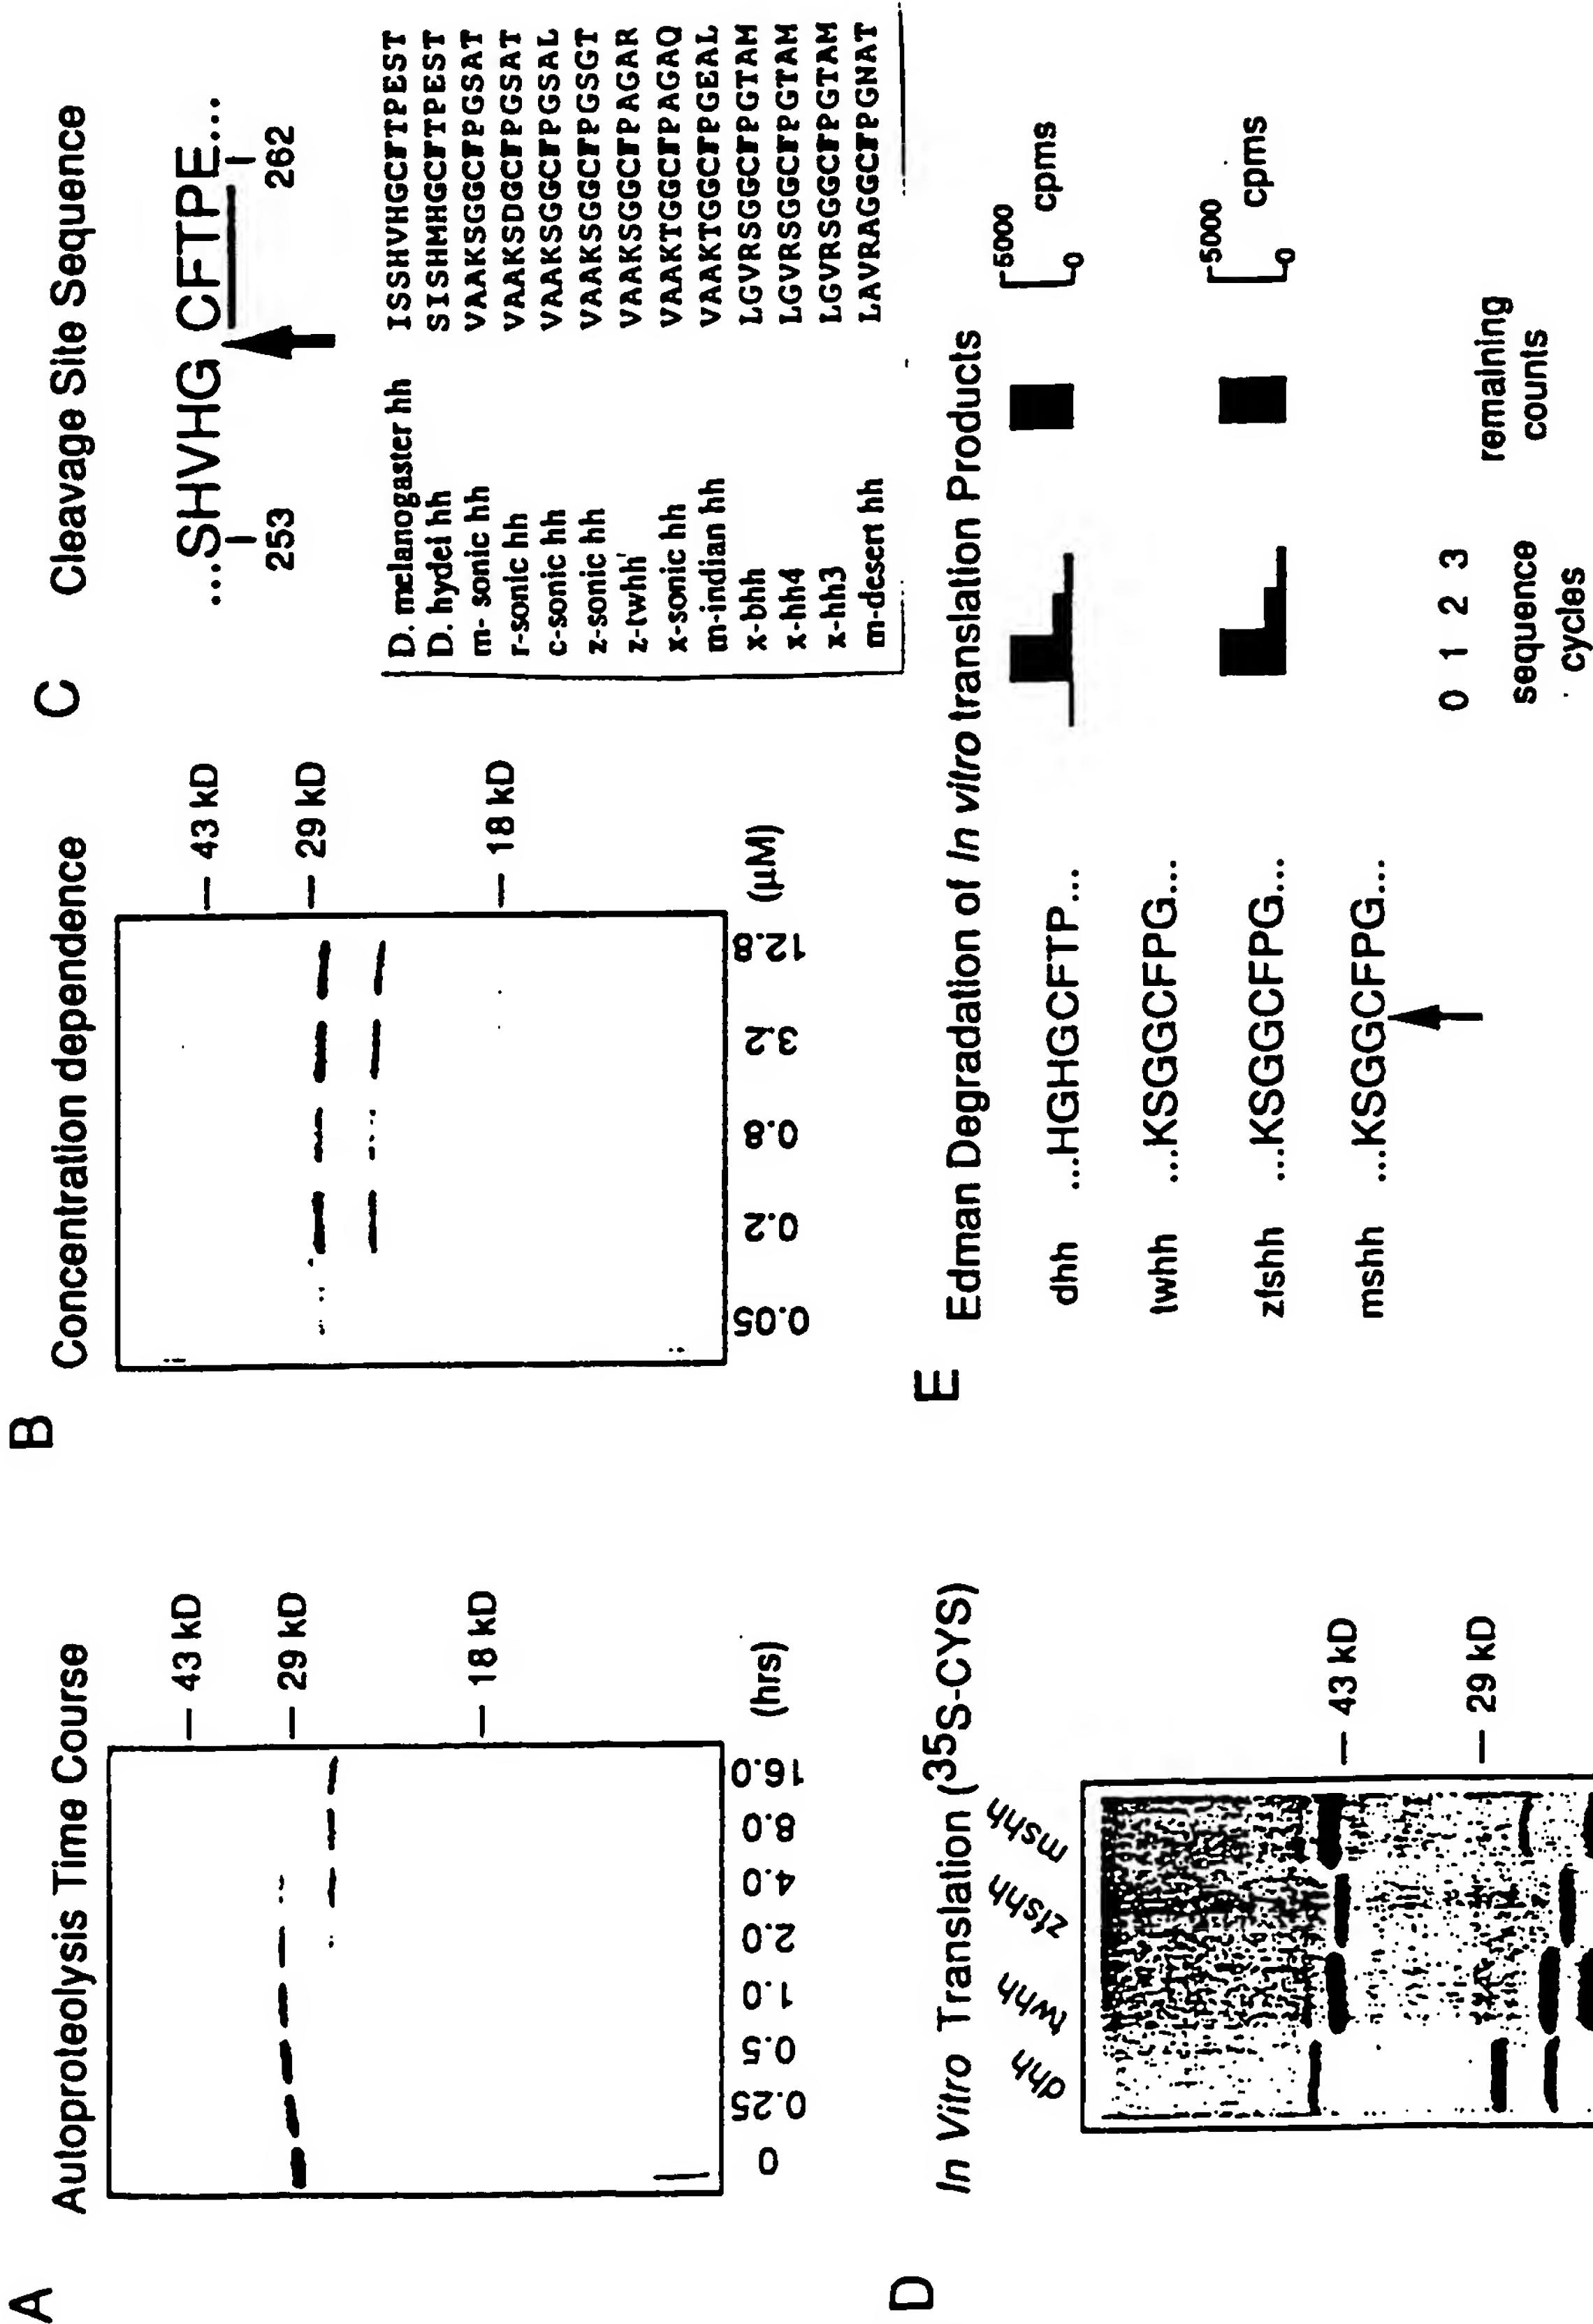 A
Autoproteolysis Time Course
— 43 kD
— 29 kD
— 18 kD
0 0.25 0.5 1.0 2.0 4.0 8.0 16.0 (hrs)
B
Concentration dependence
— 43 kD
— 29 kD
— 18 kD
0.05 0.2 0.8 3.2 12.8 (µM)
C
Cleavage Site Sequence
...SHVHG CFTPE...
253 262
D. melanogaster hh ISSHVHGCFTPEST
D. hydei hh SISHMHGCFTPEST
m- sonic hh VAAKSGGCFPGSAT
r-sonic hh VAAKSDGCFPGSAT
c-sonic hh VAAKSGGCFPGSAL
z-sonic hh VAAKSGGCFPGSGT
z-twhh VAAKSGGCFPAGAR
x-sonic hh VAAKTGGCFPAGAQ
m-indian hh VAAKTGGCFPGEAL
x-bhh LGVRSGGCFPGTAM
x-hh4 LGVRSGGCFPGTAM
x-hh3 LGVRSGGCFPGTAM
m-desert hh LAVRAGGCFPGNAT
D
In Vitro Translation (35S-CYS)
dhh twhh zfshh mshh
— 43 kD
— 29 kD
E
Edman Degradation of In vitro translation Products
dhh ...HGHGCFTP...
twhh ...KSGGCFPG...
zfshh ...KSGGCFPG...
mshh ...KSGGCFPG...
5000
cpms
0
5000
cpms
0
0 1 2 3
sequence
cycles
remaining
counts